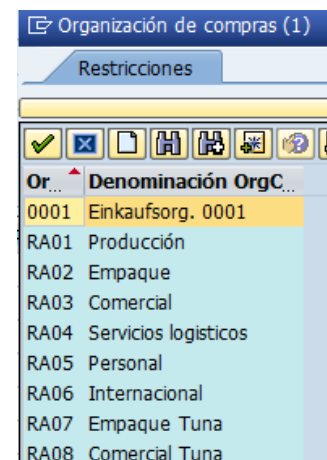 Organización de compras (1)
Restricciones
Or... Denominación OrgC...
0001 Einkaufsorg. 0001
RA01 Producción
RA02 Empaque
RA03 Comercial
RA04 Servicios logisticos
RA05 Personal
RA06 Internacional
RA07 Empaque Tuna
RA08 Comercial Tuna